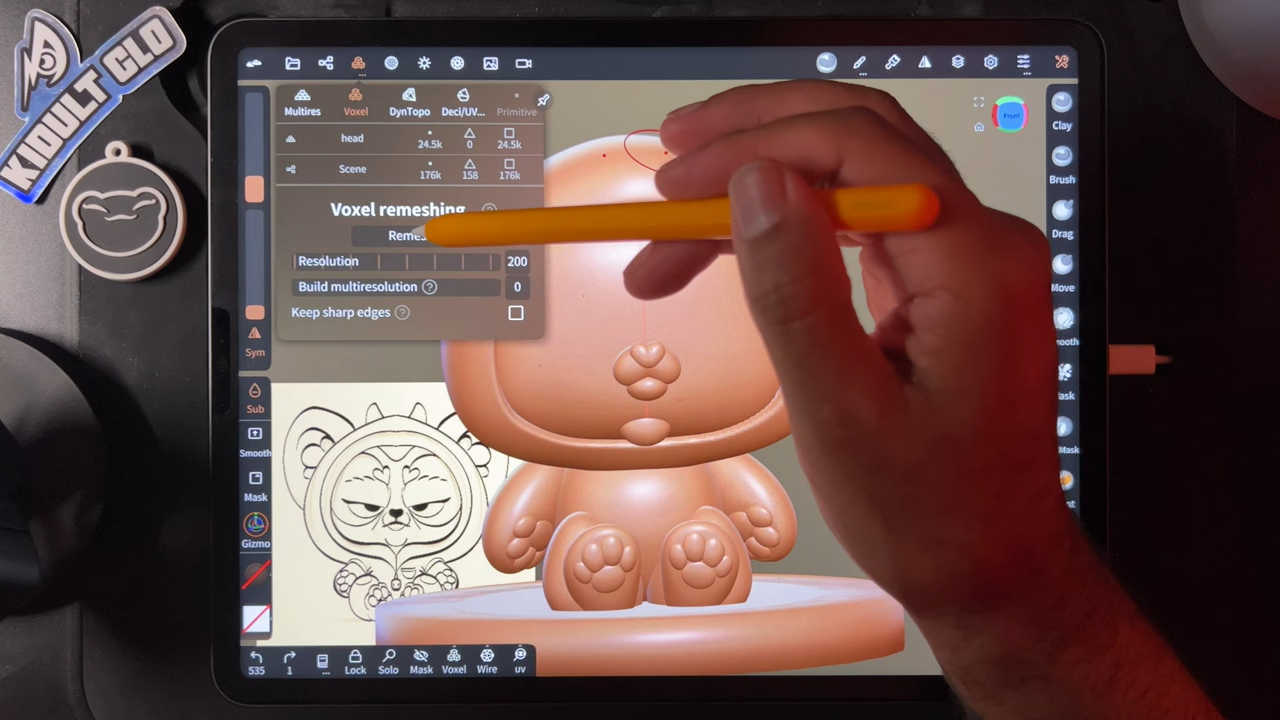 KIDULT CLO
Multires
Voxel
DynTopo
Deci/UV...
Primitive
head
24.5k
0
24.5k
Scene
176k
158
176k
Voxel remeshing
?
Resolution
200
Build multiresolution ?
0
Keep sharp edges ?
Front
Clay
Brush
Drag
Move
Sym
Sub
Smooth
Mask
Gizmo
535
1
...
Lock
Solo
Mask
Voxel
Wire
uv